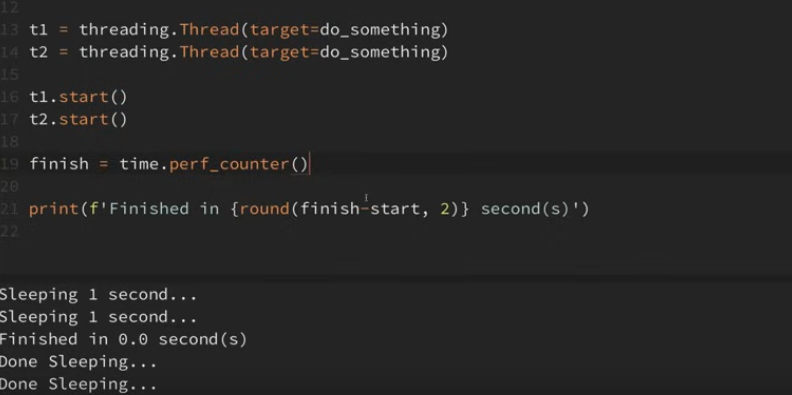 12
13 t1 = threading.Thread(target=do_something)
14 t2 = threading.Thread(target=do_something)
15
16 t1.start()
17 t2.start()
18
19 finish = time.perf_counter()
20
21 print(f'Finished in {round(finish-start, 2)} second(s)')
22
Sleeping 1 second...
Sleeping 1 second...
Finished in 0.0 second(s)
Done Sleeping...
Done Sleeping...